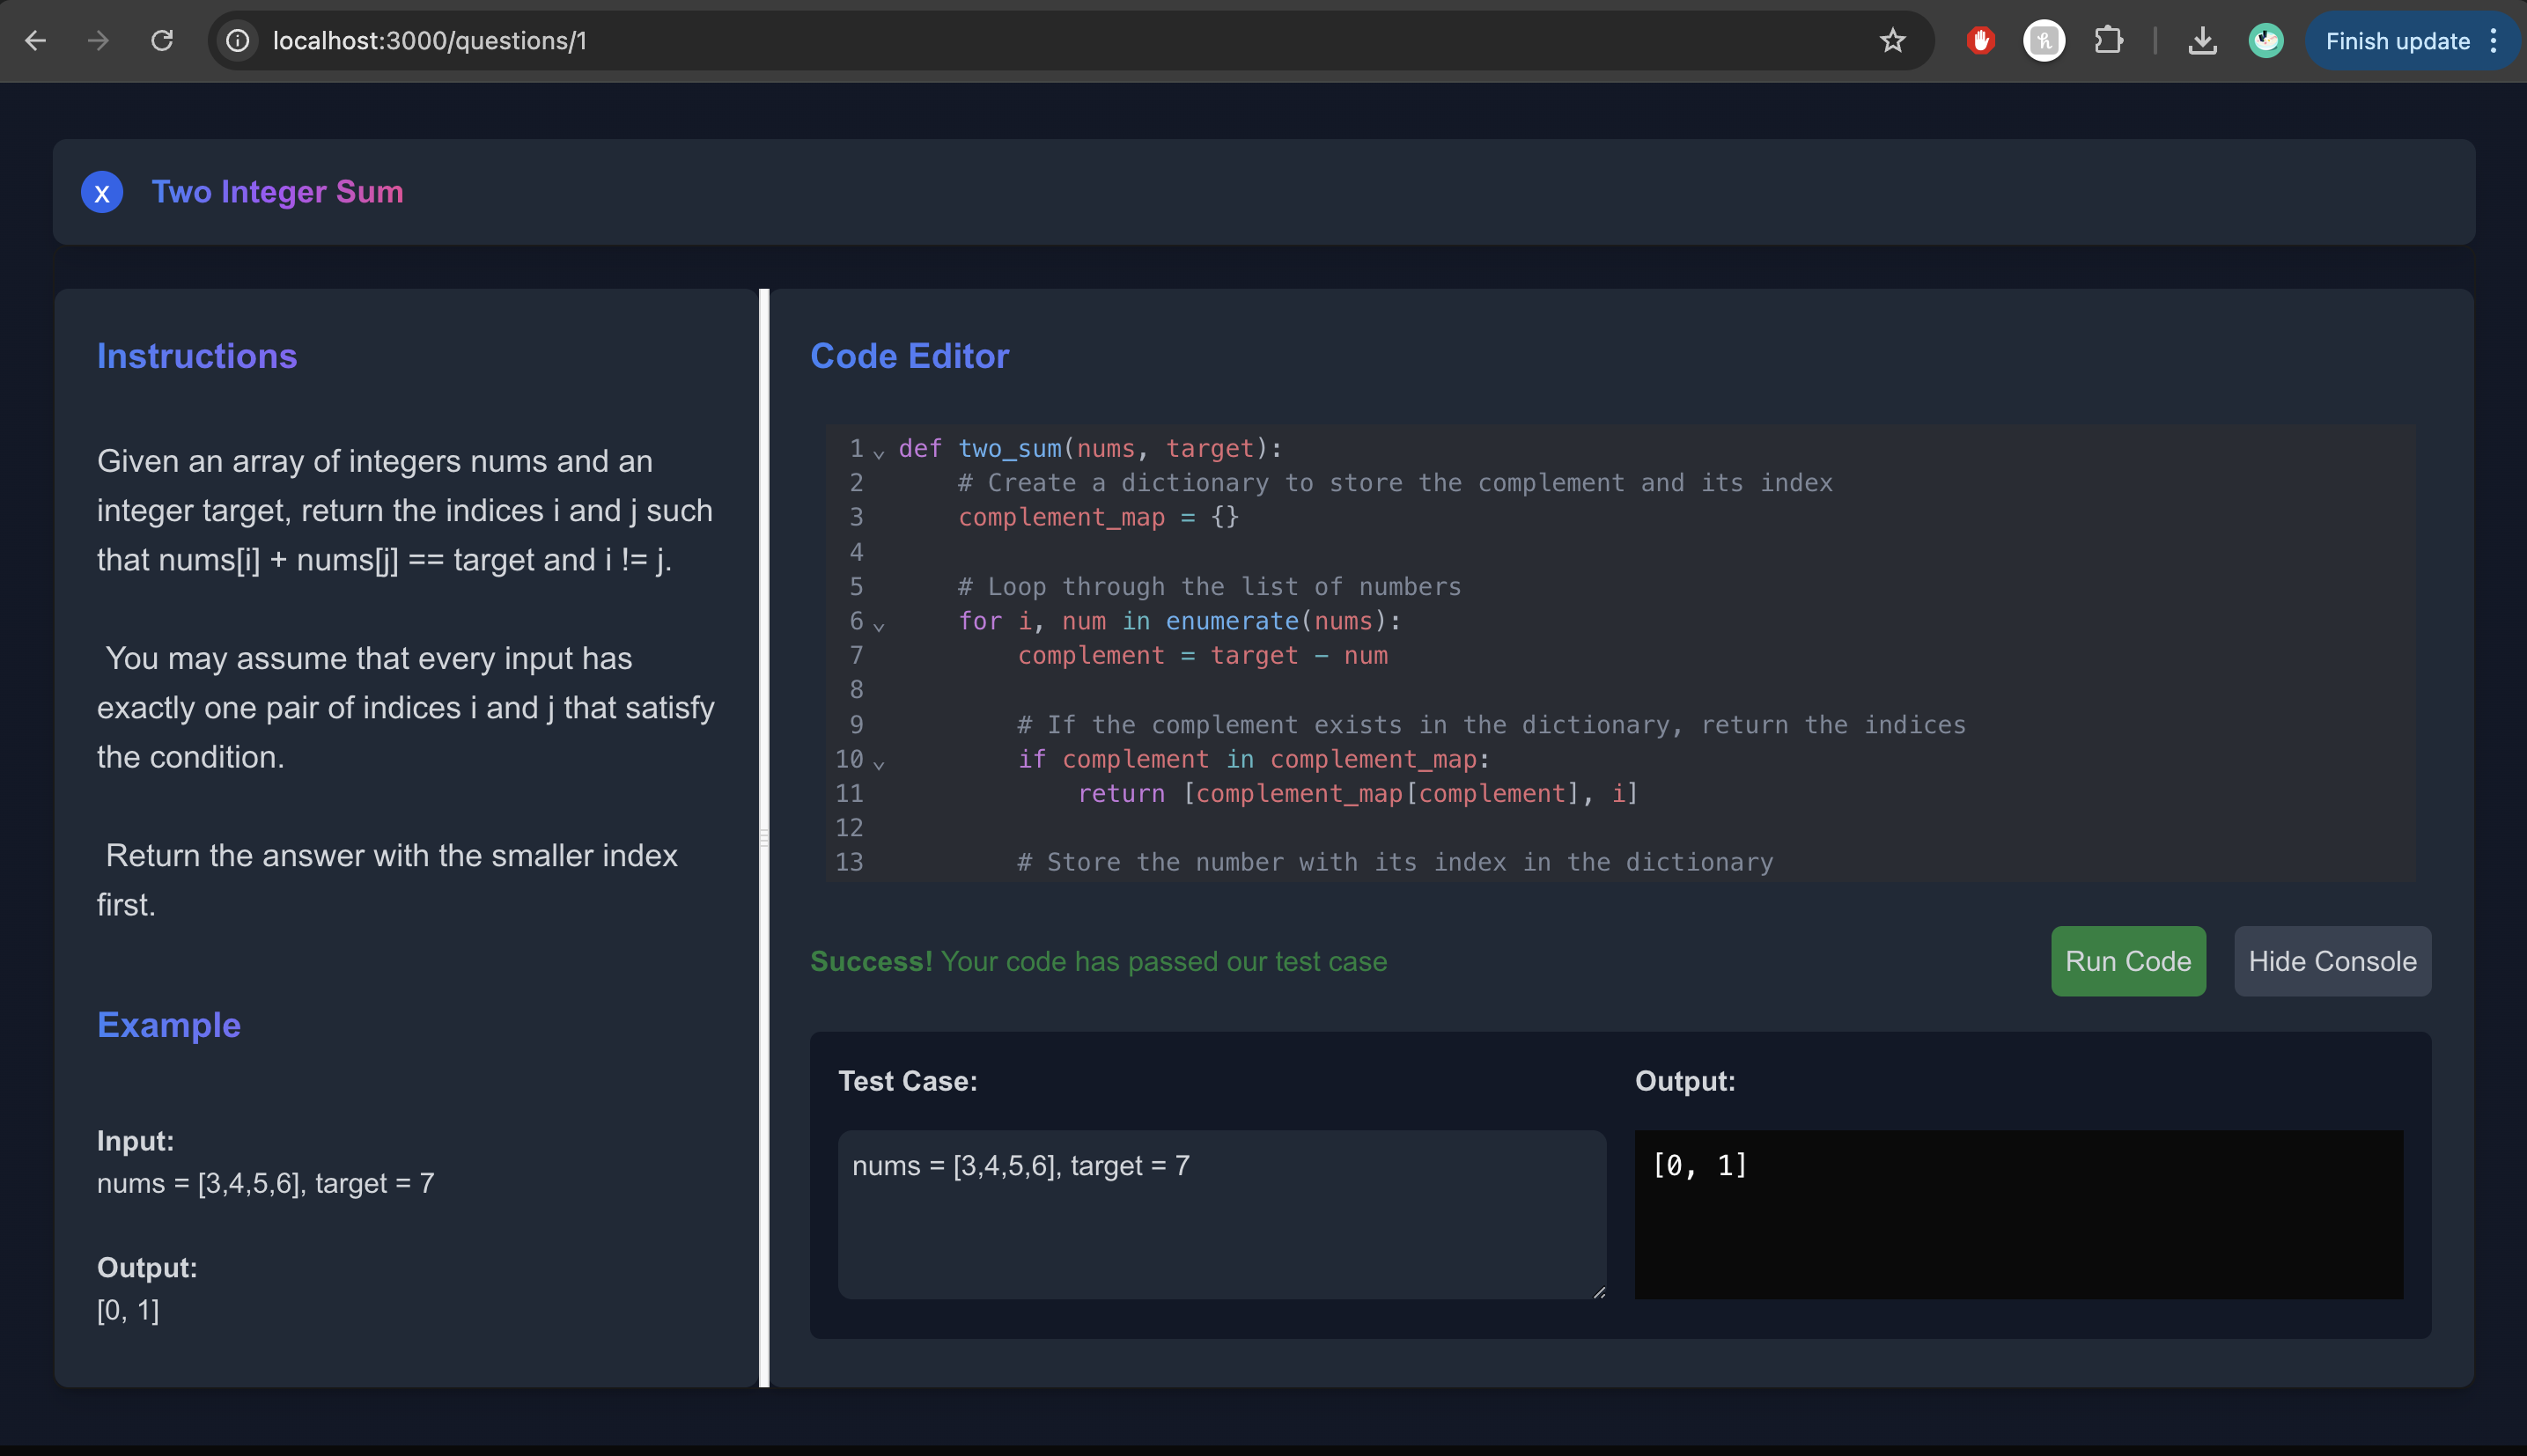 localhost:3000/questions/1
Finish update
X
Two Integer Sum
Instructions
Given an array of integers nums and an
integer target, return the indices i and j such
that nums[i] + nums[j] == target and i != j.
You may assume that every input has
exactly one pair of indices i and j that satisfy
the condition.
Return the answer with the smaller index
first.
Example
Input:
nums = [3,4,5,6], target = 7
Output:
[0, 1]
Code Editor
1 def two_sum(nums, target):
2     # Create a dictionary to store the complement and its index
3     complement_map = {}
4
5     # Loop through the list of numbers
6     for i, num in enumerate(nums):
7         complement = target - num
8
9         # If the complement exists in the dictionary, return the indices
10         if complement in complement_map:
11             return [complement_map[complement], i]
12
13         # Store the number with its index in the dictionary
Success! Your code has passed our test case
Run Code
Hide Console
Test Case:
nums = [3,4,5,6], target = 7
Output:
[0, 1]